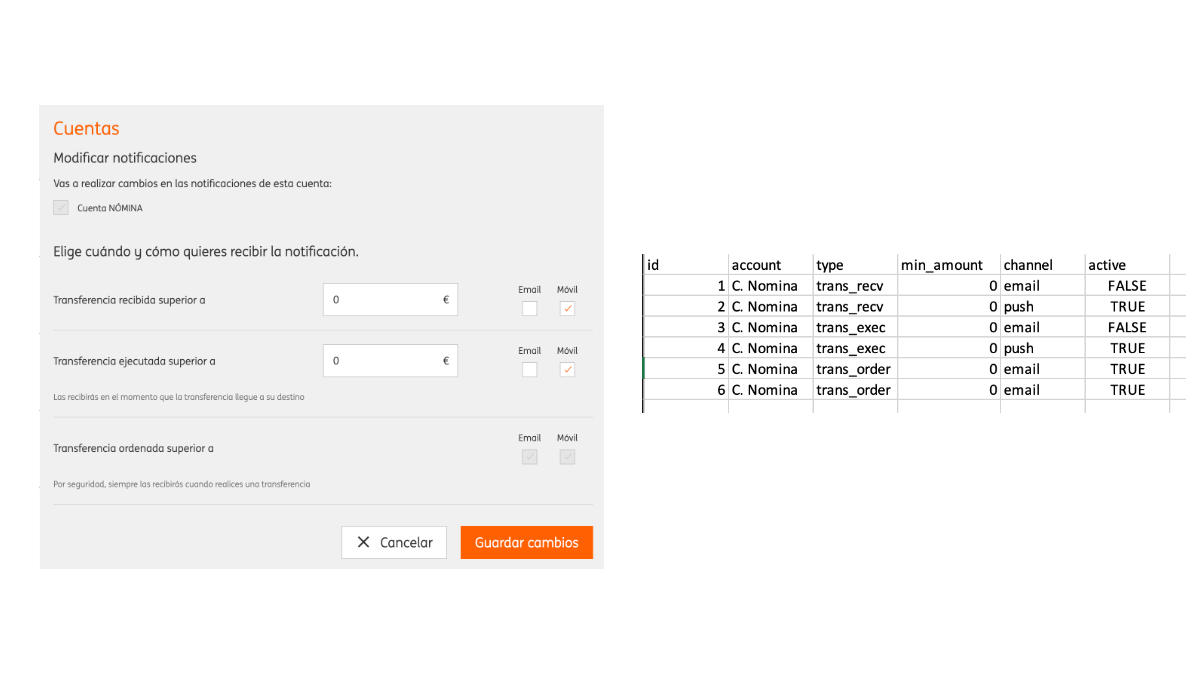 Cuentas
Modificar notificaciones
Vas a realizar cambios en las notificaciones de esta cuenta:
Cuenta NÓMINA
Elige cuándo y cómo quieres recibir la notificación.
Email Móvil
Transferencia recibida superior a 0 €
Email Móvil
Transferencia ejecutada superior a 0 €
Las recibirás en el momento que la transferencia llegue a su destino
Email Móvil
Transferencia ordenada superior a
Por seguridad, siempre las recibirás cuando realices una transferencia
Cancelar Guardar cambios
id account type min_amount channel active
1 C. Nomina trans_recv 0 email FALSE
2 C. Nomina trans_recv 0 push TRUE
3 C. Nomina trans_exec 0 email FALSE
4 C. Nomina trans_exec 0 push TRUE
5 C. Nomina trans_order 0 email TRUE
6 C. Nomina trans_order 0 email TRUE